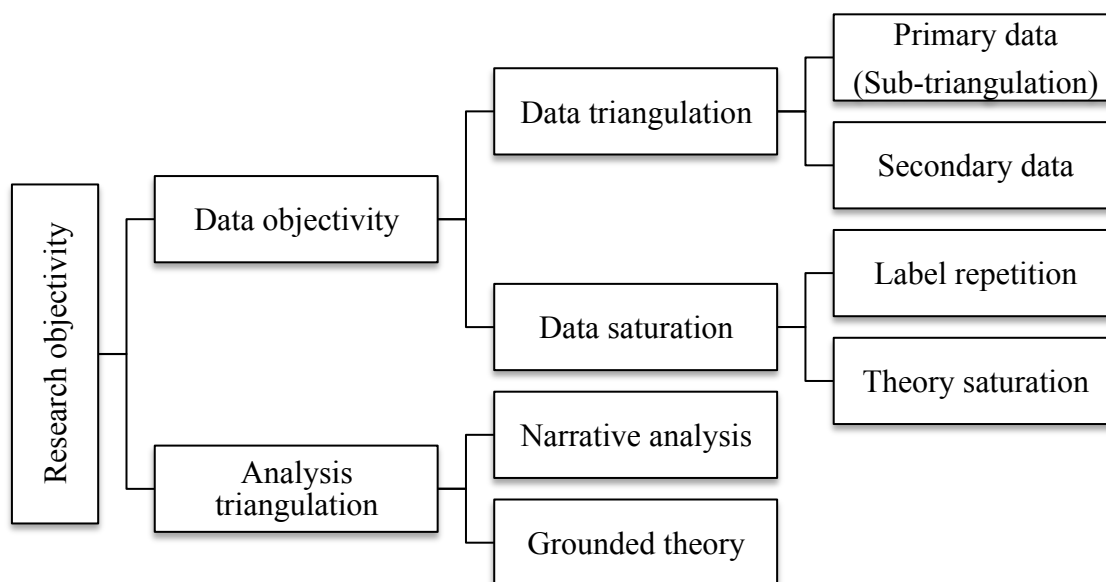 Research objectivity
Data objectivity
Data triangulation
Primary data
(Sub-triangulation)
Secondary data
Data saturation
Label repetition
Theory saturation
Analysis
triangulation
Narrative analysis
Grounded theory